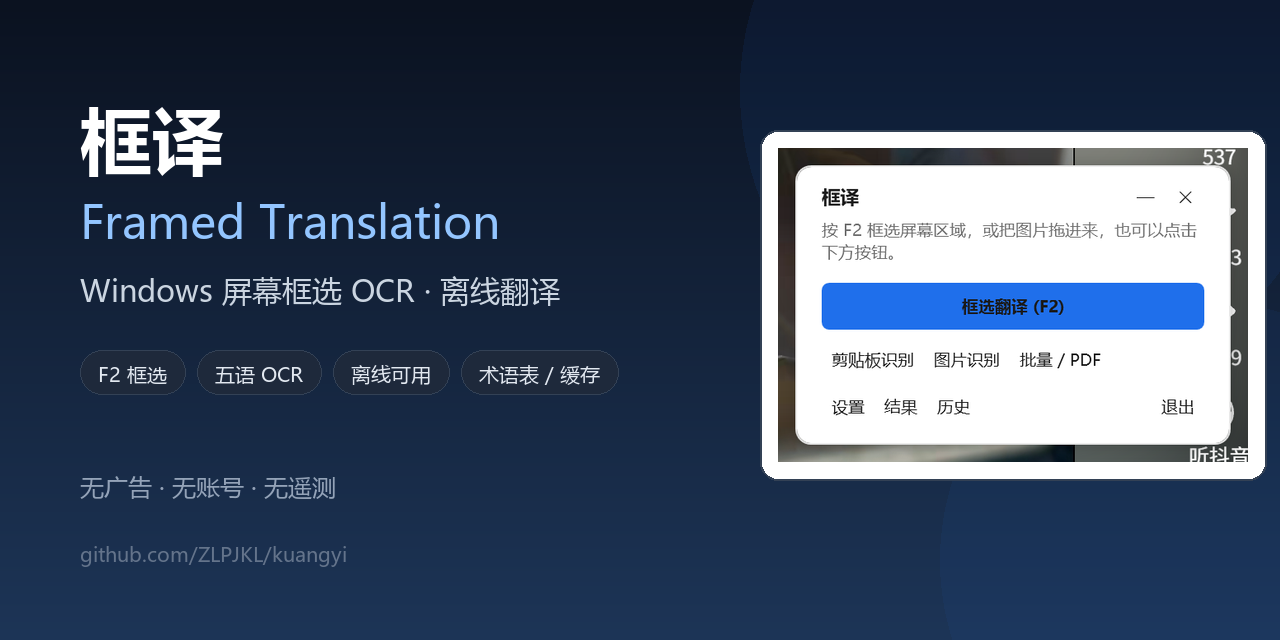 框译
Framed Translation
Windows 屏幕框选 OCR · 离线翻译
F2 框选
五语 OCR
离线可用
术语表 / 缓存
无广告 · 无账号 · 无遥测
github.com/ZLPJKL/kuangyi
537
框译
按 F2 框选屏幕区域，或把图片拖进来，也可以点击
下方按钮。
3
框选翻译 (F2)
剪贴板识别 图片识别 批量 / PDF
9
设置 结果 历史 退出
听抖音